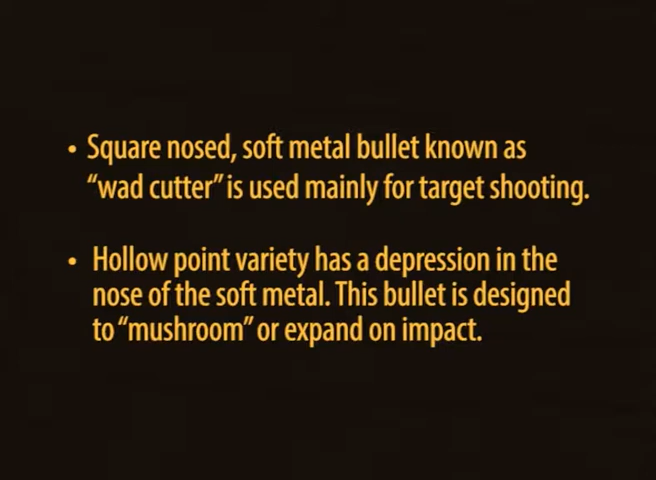 • Square nosed, soft metal bullet known as
“wad cutter” is used mainly for target shooting.
• Hollow point variety has a depression in the
nose of the soft metal. This bullet is designed
to “mushroom” or expand on impact.